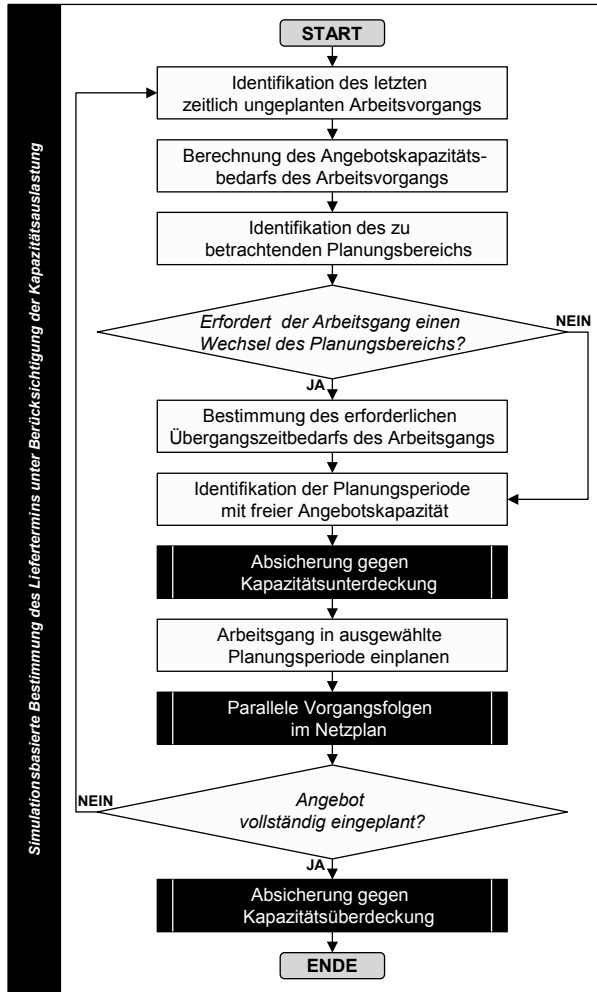 Simulationsbasierte Bestimmung des Liefertermins unter Berücksichtigung der Kapazitätsauslastung
START
Identifikation des letzten
zeitlich ungeplanten Arbeitsvorgangs
Berechnung des Angebotskapazitäts-
bedarfs des Arbeitsvorgangs
Identifikation des zu
betrachtenden Planungsbereichs
Erfordert der Arbeitsgang einen
Wechsel des Planungsbereichs?
NEIN
JA
Bestimmung des erforderlichen
Übergangszeitbedarfs des Arbeitsgangs
Identifikation der Planungsperiode
mit freier Angebotskapazität
Absicherung gegen
Kapazitätsunterdeckung
Arbeitsgang in ausgewählte
Planungsperiode einplanen
Parallele Vorgangsfolgen
im Netzplan
NEIN
Angebot
vollständig eingeplant?
JA
Absicherung gegen
Kapazitätsüberdeckung
ENDE